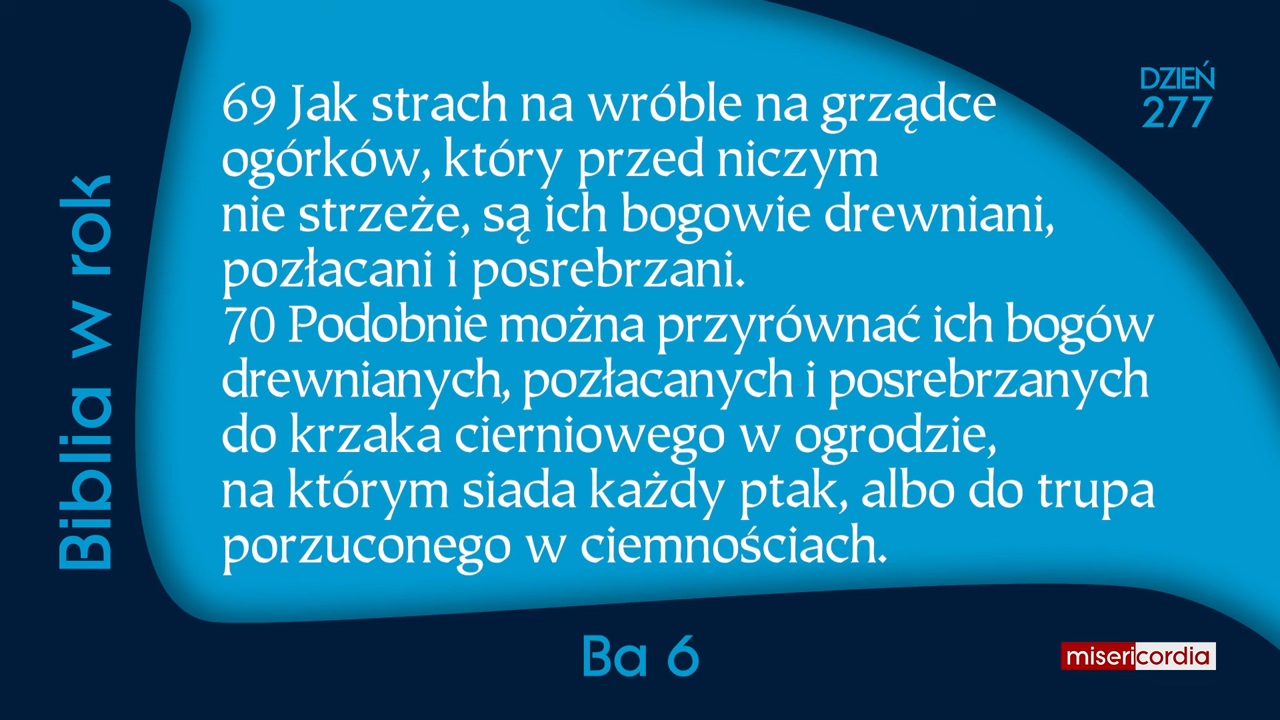 DZIEŃ
277
69 Jak strach na wróble na grządce
ogórków, który przed niczym
nie strzeże, są ich bogowie drewniani,
pozłacani i posrebrzani.
70 Podobnie można przyrównać ich bogów
drewnianych, pozłacanych i posrebrzanych
do krzaka cierniowego w ogrodzie,
na którym siada każdy ptak, albo do trupa
porzuconego w ciemnościach.
Biblia w rok
Ba 6
misericordia